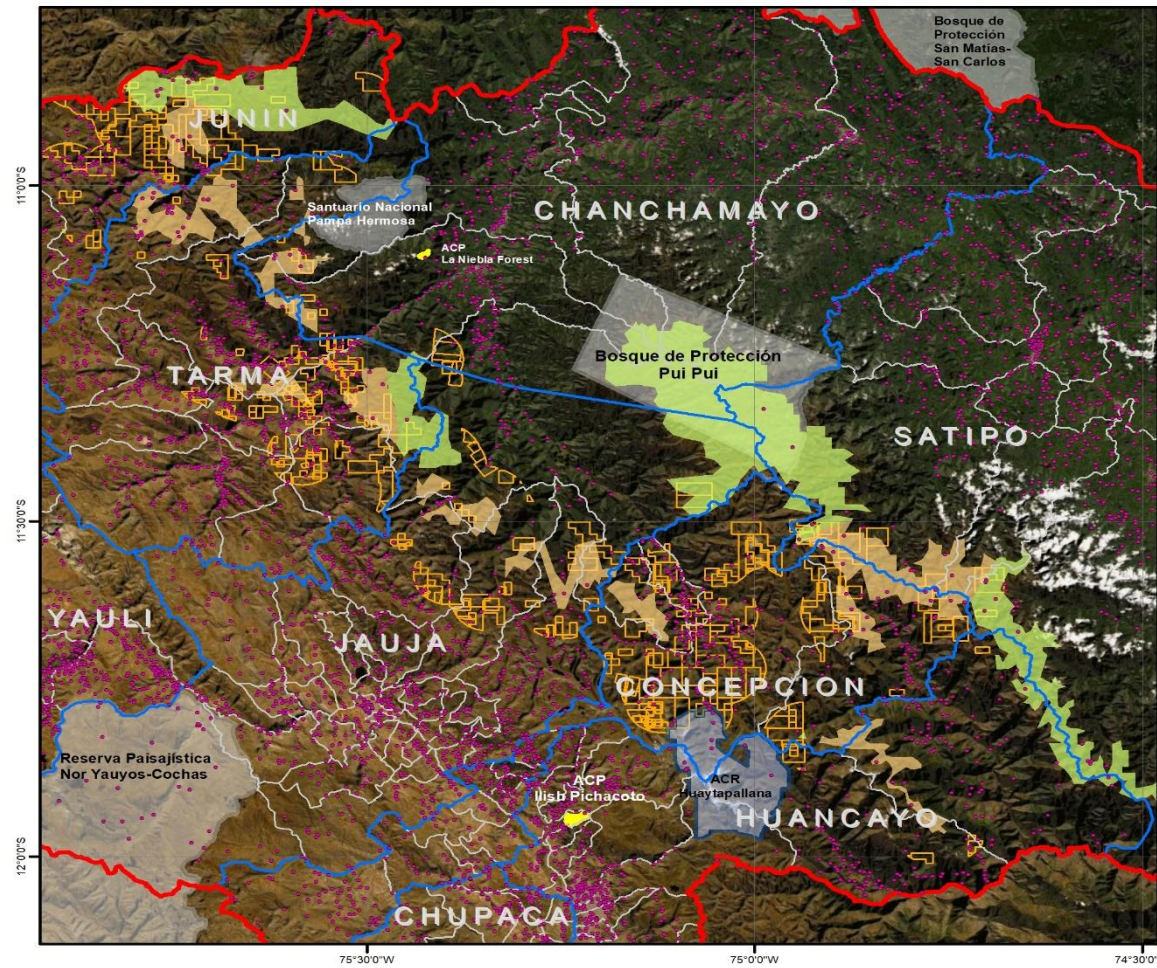 Bosque de
Protección
San Matías-
San Carlos
JUNIN
11°0'0"S
Santuario Nacional
Pampa Hermosa
CHANCHAMAYO
ACP
La Niebla Forest
Bosque de Protección
Pui Pui
TARMA
SATIPO
11°30'0"S
YAULI
JAUJA
CONCEPCION
Reserva Paisajística
Nor Yauyos-Cochas
ACP
Ilish Pichacoto
ACR
Huaytapallana
HUANCAYO
12°0'0"S
CHUPACA
75°30'0"W
75°0'0"W
74°30'0"W